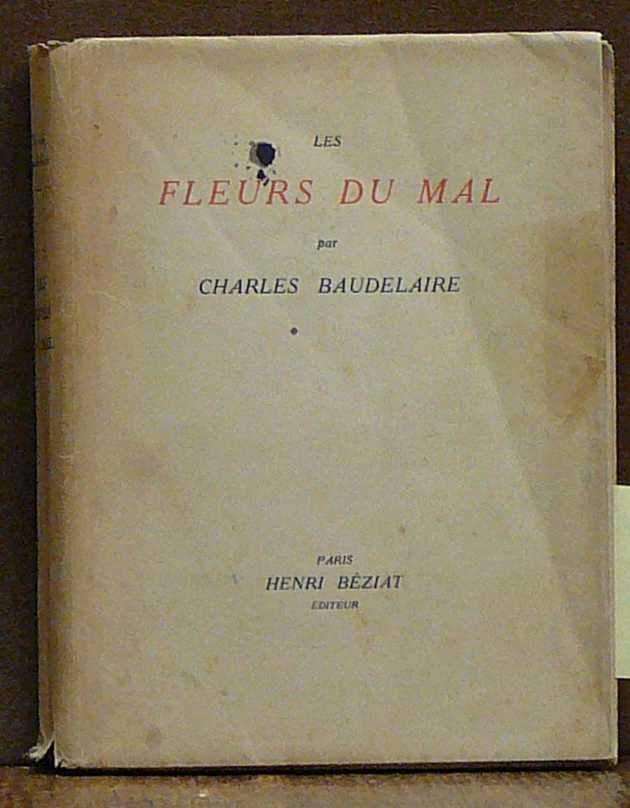 LES
FLEURS DU MAL
par
CHARLES BAUDELAIRE
PARIS
HENRI BÉZIAT
ÉDITEUR